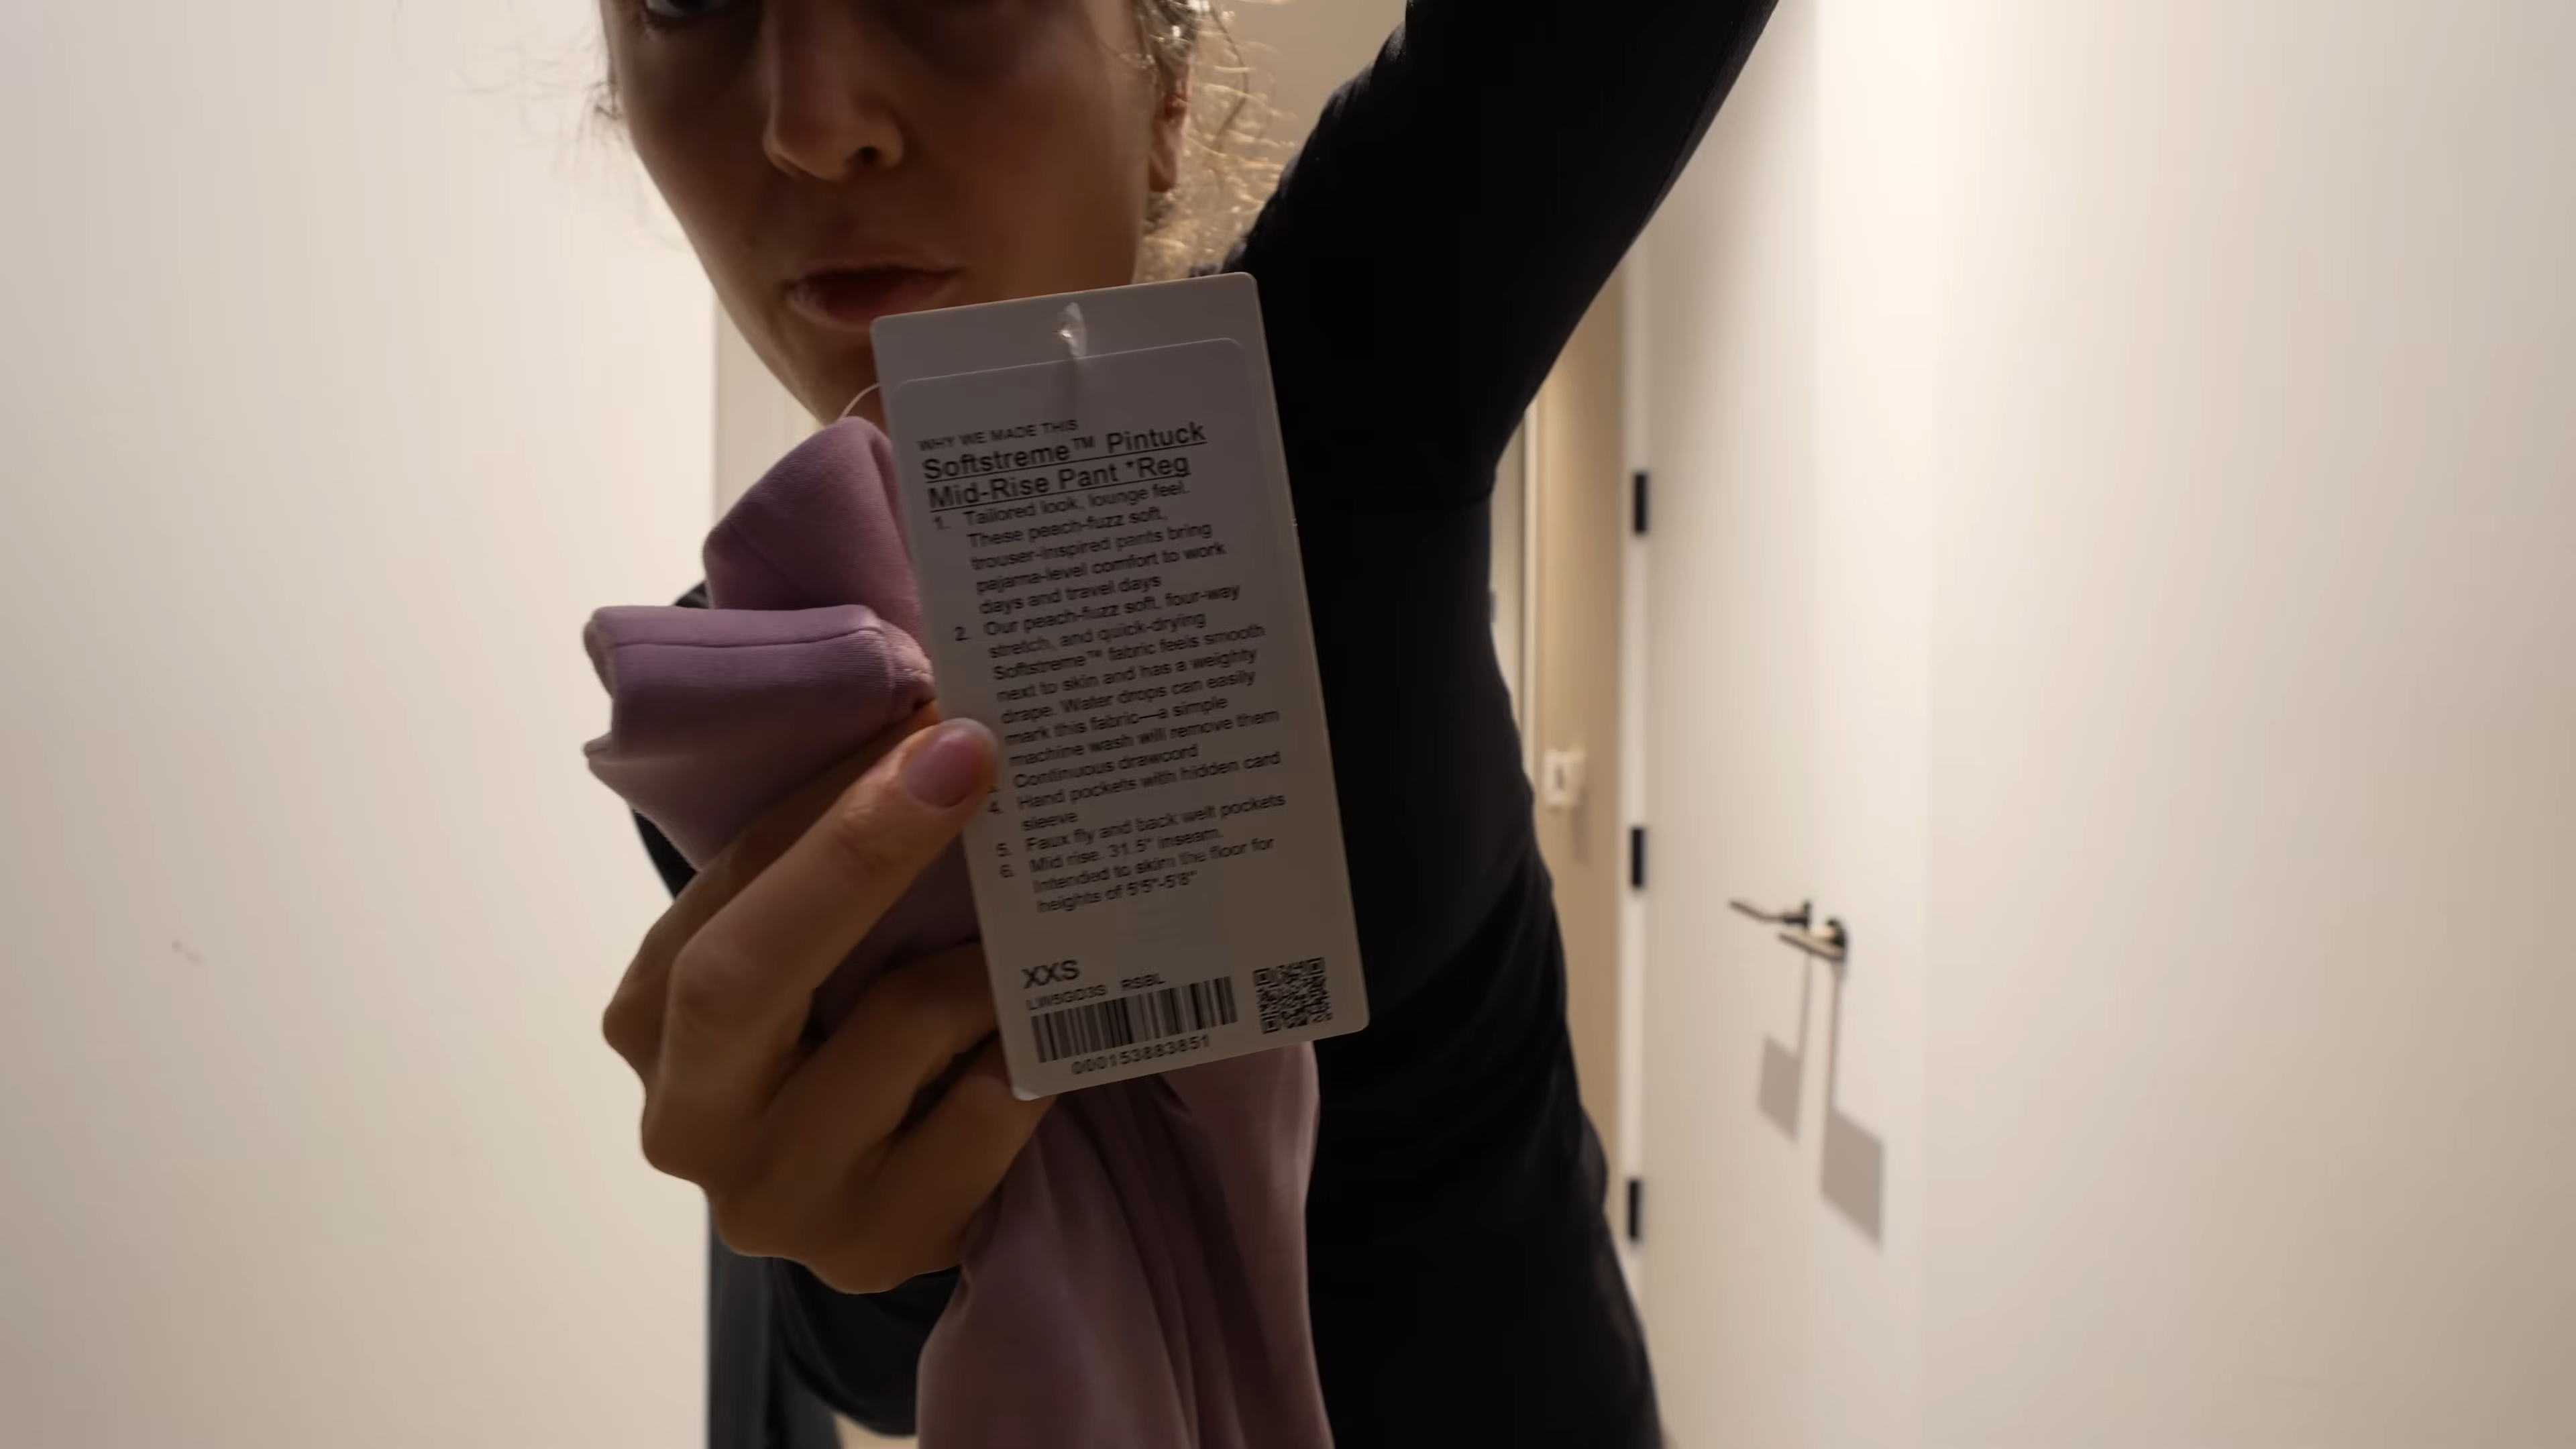 WHY WE MADE THIS
Softstreme™ Pintuck
Mid-Rise Pant *Reg
1. Tailored look, lounge feel.
These peach-fuzz soft,
trouser-inspired pants bring
pajama-level comfort to work
days and travel days
2. Our peach-fuzz soft, four-way
stretch, and quick-drying
Softstreme™ fabric feels smooth
next to skin and has a weighty
drape. Water drops can easily
mark this fabric—a simple
machine wash will remove them
Continuous drawcord
4. Hand pockets with hidden card
sleeve
5. Faux fly and back welt pockets
6. Mid rise. 31.5" inseam.
Intended to skim the floor for
heights of 5'5"-5'8"
XXS
LW5GD3S RSBL
000153883851